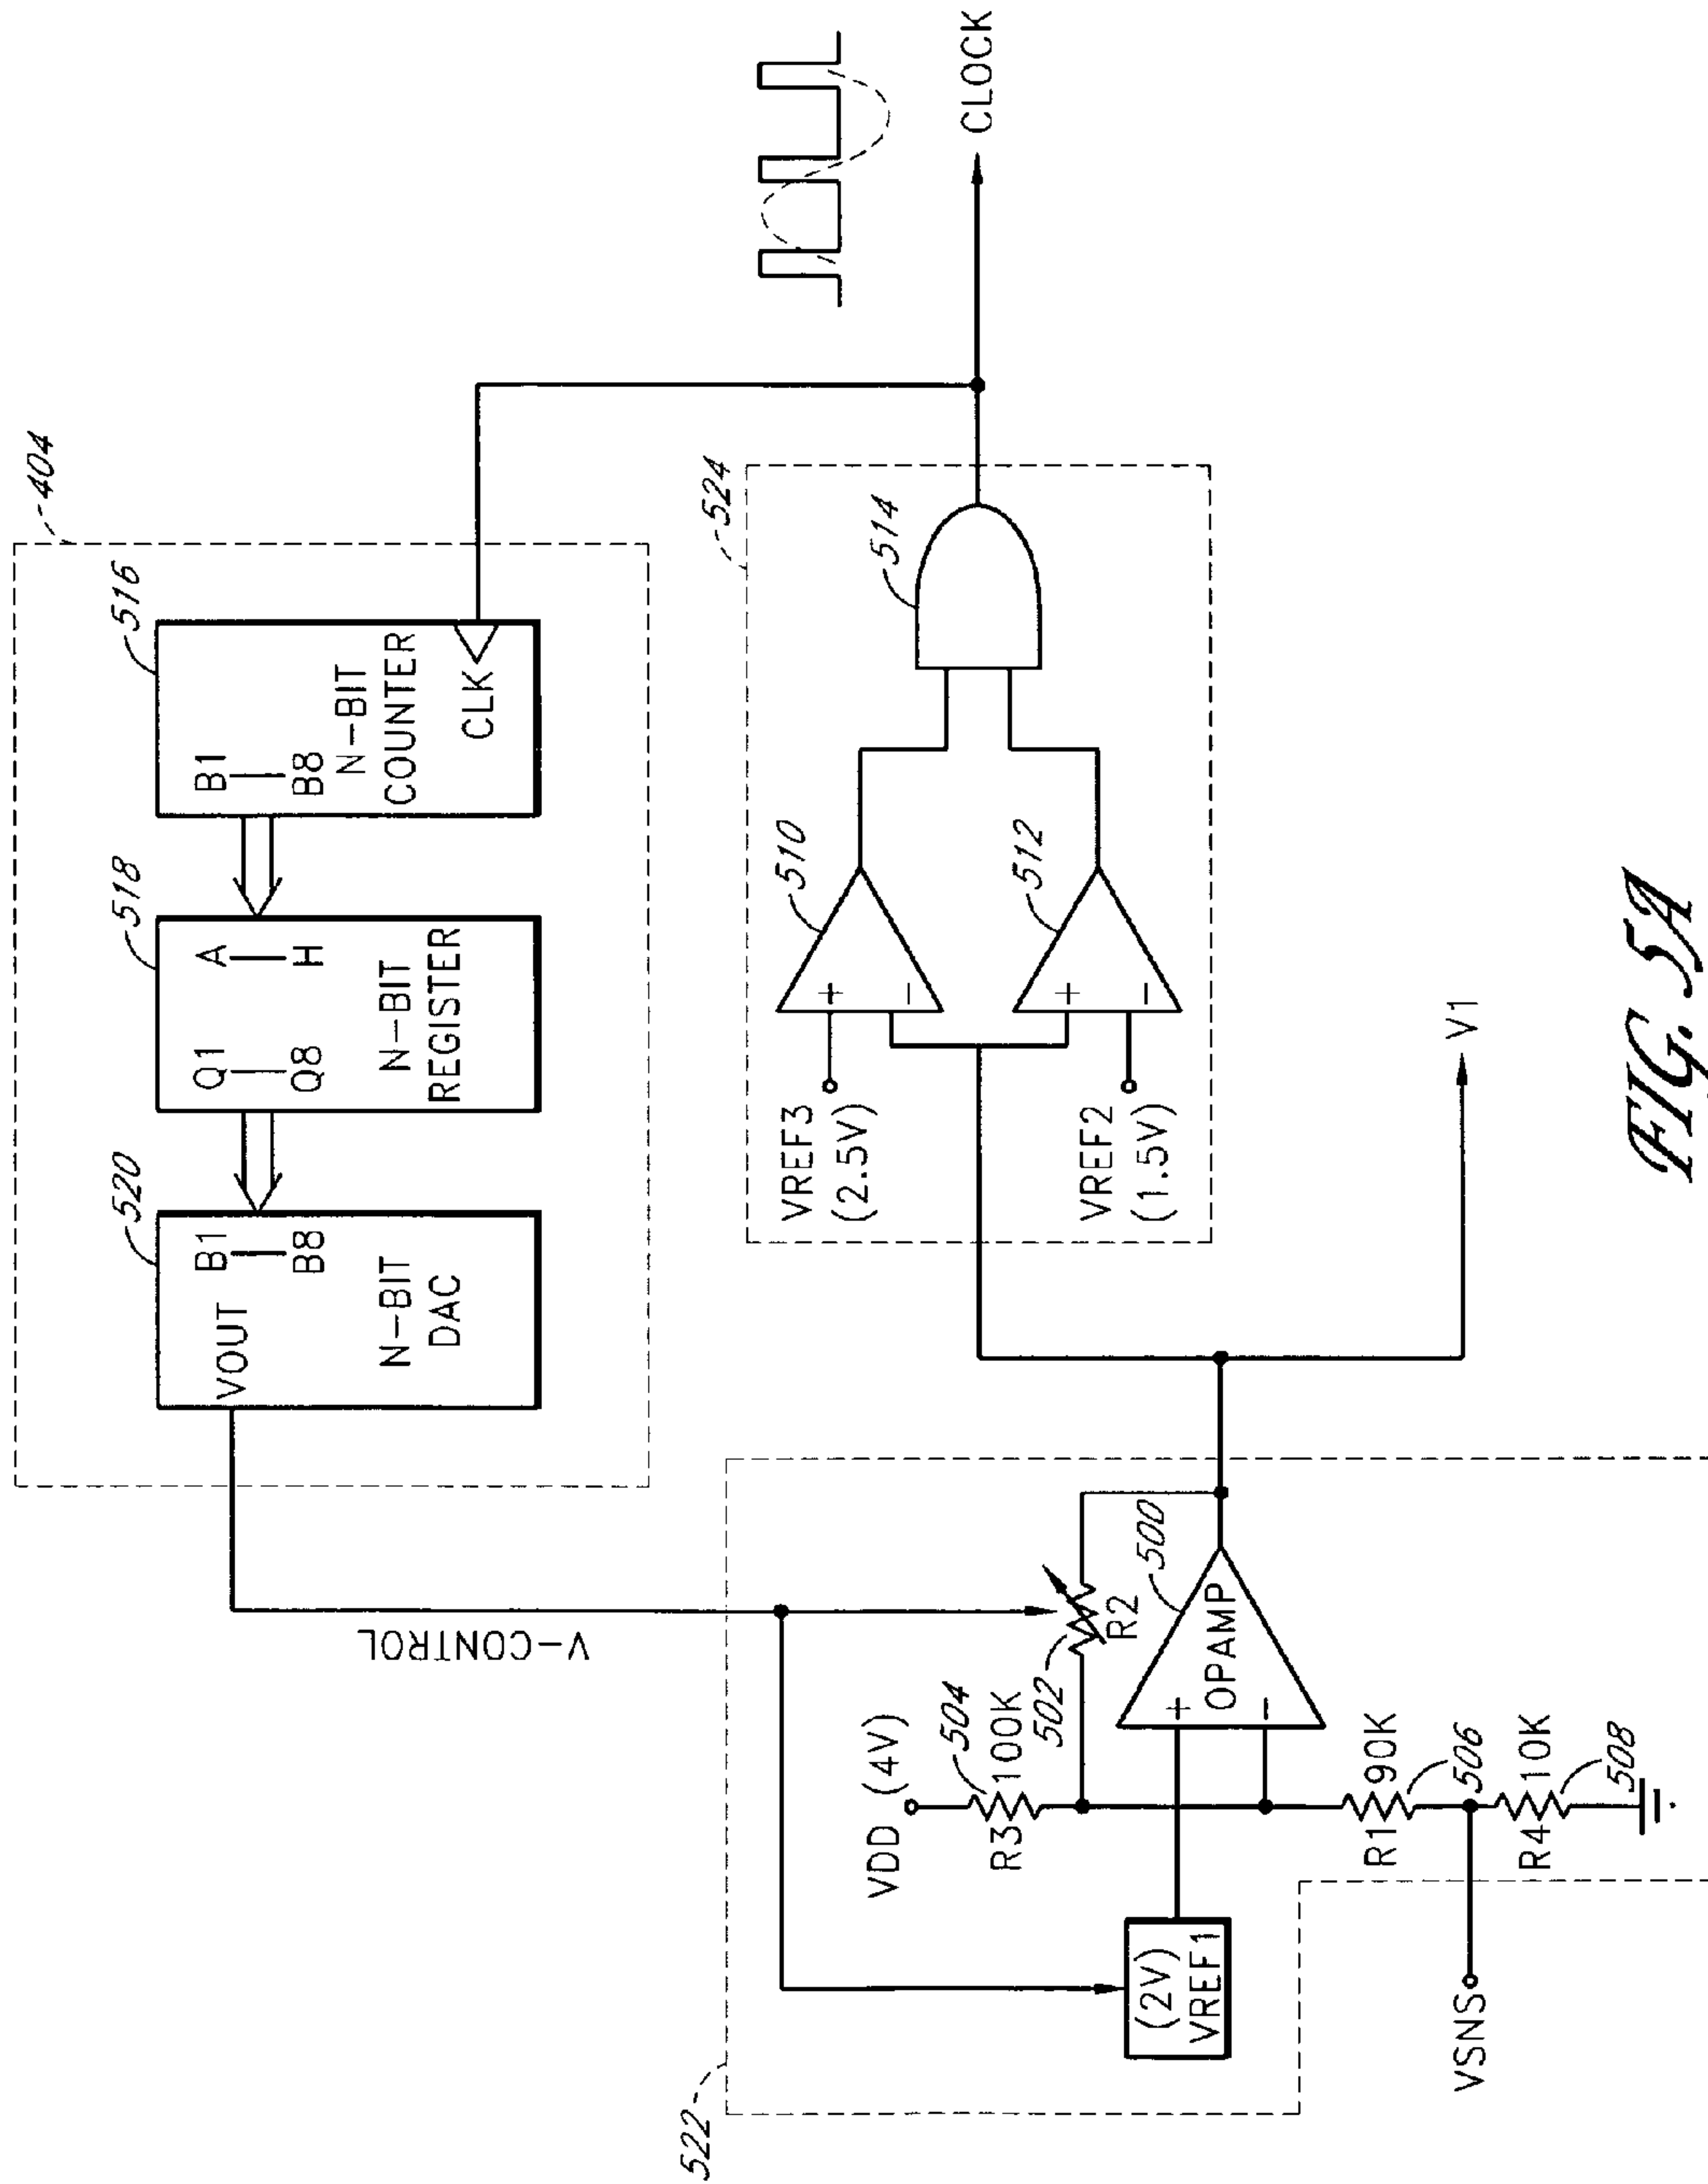 404
520
518
516
VOUT
B1
B8
N-BIT
DAC
Q1
Q8
A
H
N-BIT
REGISTER
B1
B8
N-BIT
COUNTER
CLK
V-CONTROL
524
VREF3
(2.5V)
+
-
510
VREF2
(1.5V)
+
-
512
514
CLOCK
522
VDD (4V)
R3
100K
504
502
R2
500
OPAMP
+
-
(2V)
VREF1
R1
90K
506
VSNS
R4
10K
508
V1
FIG. 5A